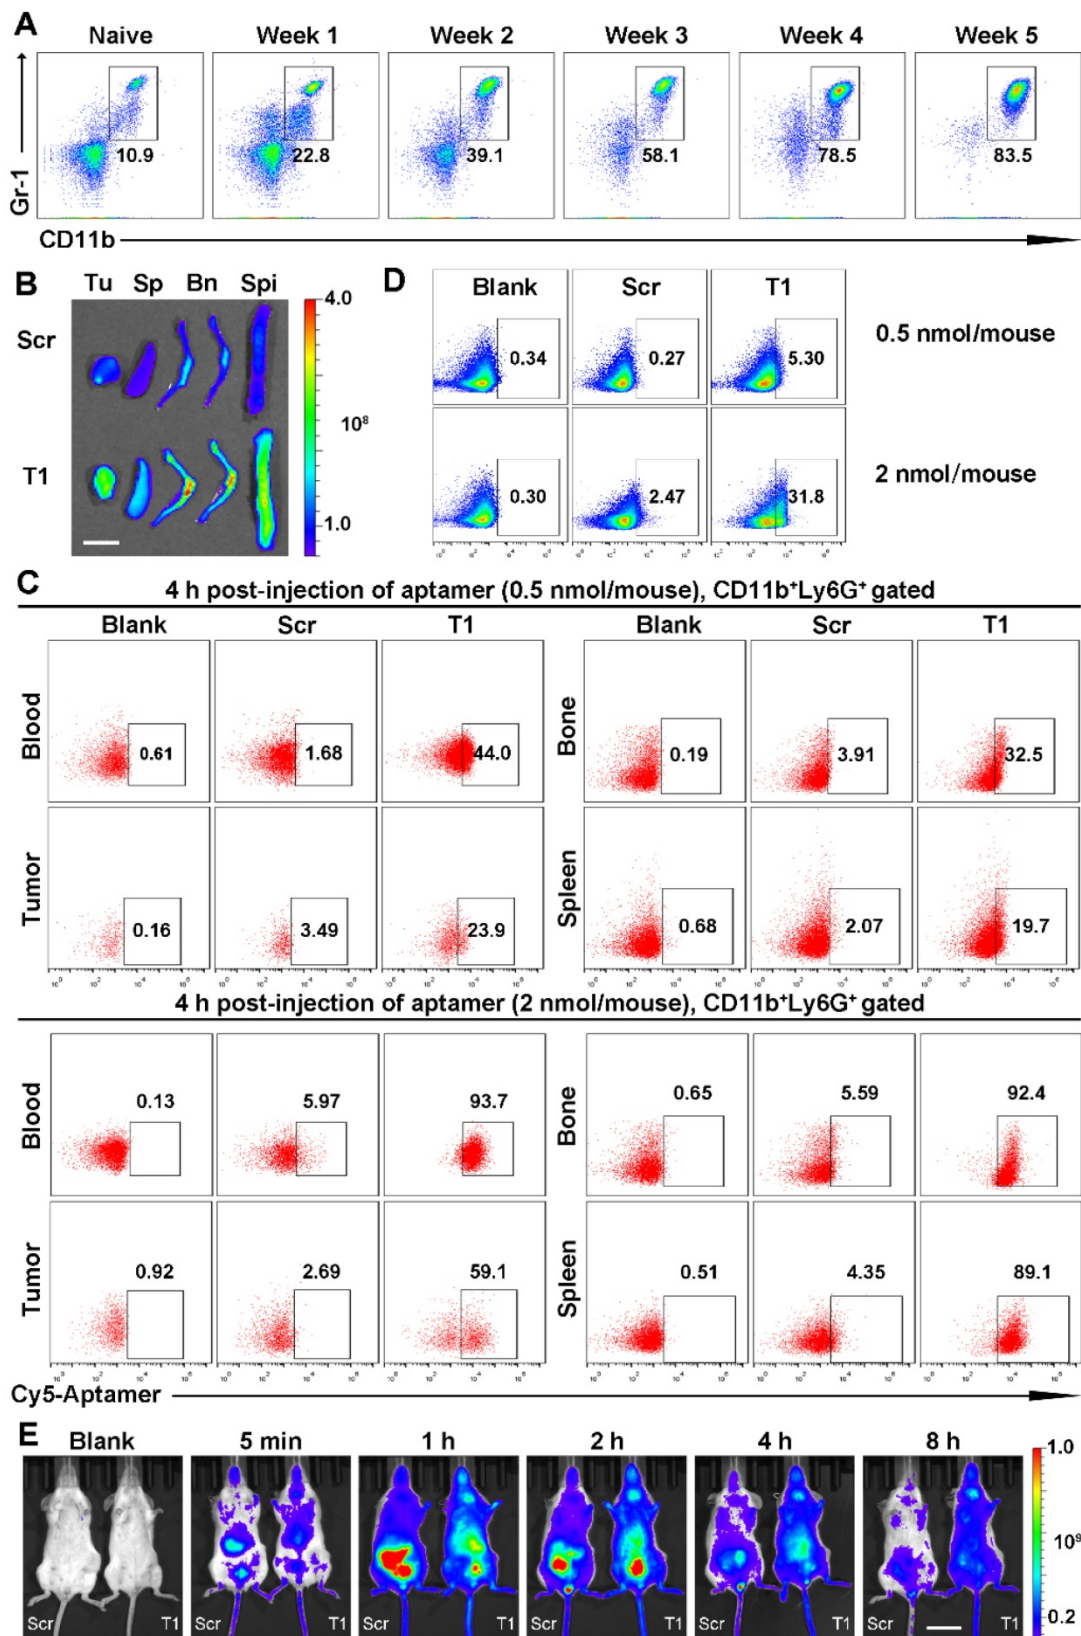 A
Naive Week 1 Week 2 Week 3 Week 4 Week 5
Gr-1
10.9 22.8 39.1 58.1 78.5 83.5
CD11b
B
Tu Sp Bn Spi
Scr
T1
4.0
10⁸
1.0
D
Blank Scr T1
0.34 0.27 5.30 0.5 nmol/mouse
0.30 2.47 31.8 2 nmol/mouse
C
4 h post-injection of aptamer (0.5 nmol/mouse), CD11b⁺Ly6G⁺ gated
Blank Scr T1 Blank Scr T1
Blood 0.61 1.68 44.0 Bone 0.19 3.91 32.5
Tumor 0.16 3.49 23.9 Spleen 0.68 2.07 19.7
4 h post-injection of aptamer (2 nmol/mouse), CD11b⁺Ly6G⁺ gated
Blood 0.13 5.97 93.7 Bone 0.65 5.59 92.4
Tumor 0.92 2.69 59.1 Spleen 0.51 4.35 89.1
Cy5-Aptamer
E
Blank 5 min 1 h 2 h 4 h 8 h
1.0
10⁹
0.2
Scr T1 Scr T1 Scr T1 Scr T1 Scr T1 Scr T1